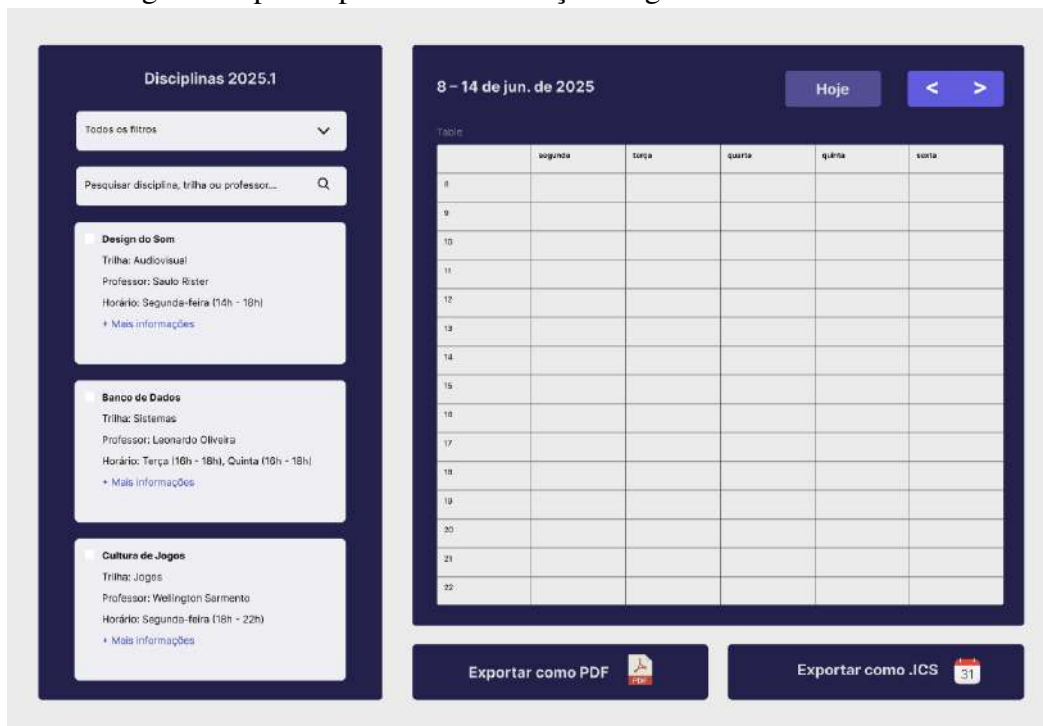 Disciplinas 2025.1
Todos os filtros
Pesquisar disciplina, trilha ou professor...
Design do Som
Trilha: Audiovisual
Professor: Saulo Rister
Horário: Segunda-feira (14h - 18h)
+ Mais informações
Banco de Dados
Trilha: Sistemas
Professor: Leonardo Oliveira
Horário: Terça (16h - 18h), Quinta (16h - 18h)
+ Mais informações
Cultura de Jogos
Trilha: Jogos
Professor: Wellington Sarmento
Horário: Segunda-feira (18h - 22h)
+ Mais informações
8 – 14 de jun. de 2025
Hoje
< >
Table
segunda terça quarta quinta sexta
8
9
10
11
12
13
14
15
16
17
18
19
20
21
22
Exportar como PDF
PDF
Exportar como .ICS
31